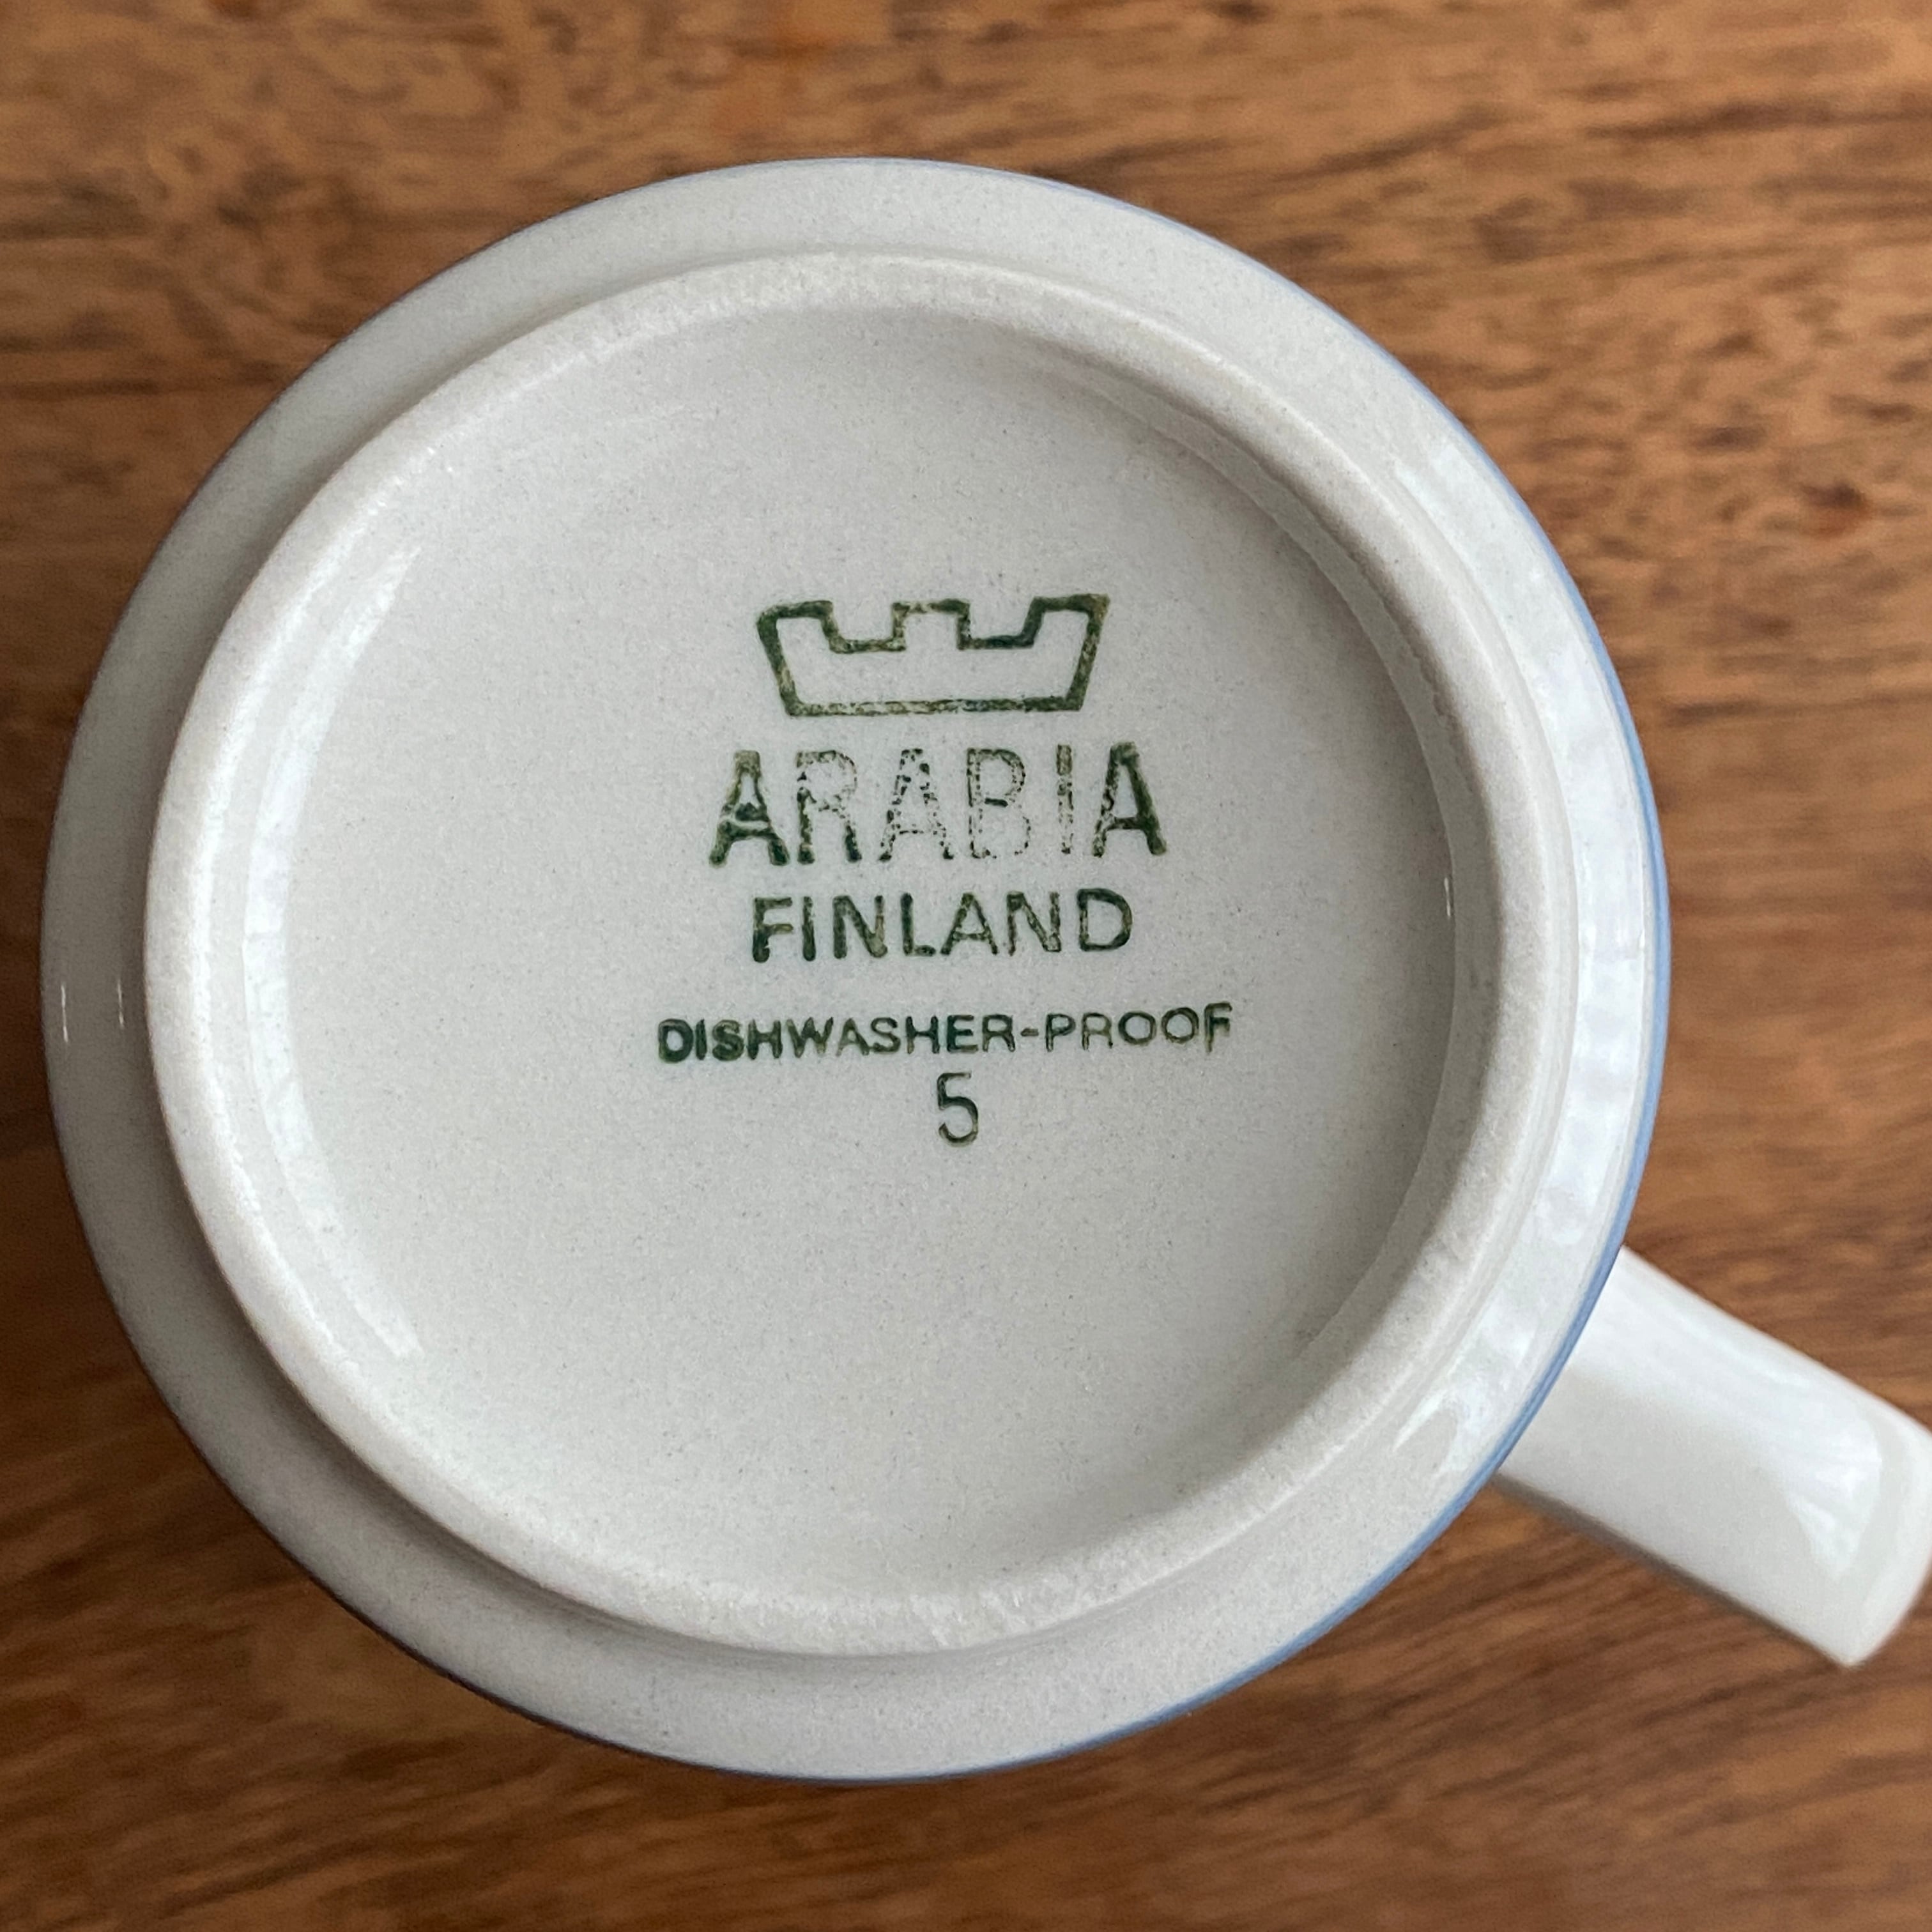 ARABIA
FINLAND
DISHWASHER-PROOF
5